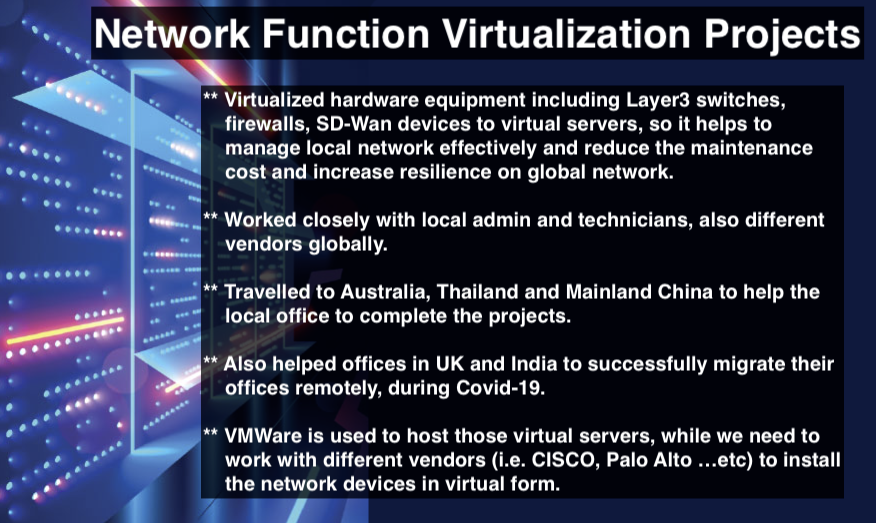 Network Function Virtualization Projects
** Virtualized hardware equipment including Layer3 switches,
firewalls, SD-Wan devices to virtual servers, so it helps to
manage local network effectively and reduce the maintenance
cost and increase resilience on global network.
** Worked closely with local admin and technicians, also different
vendors globally.
** Travelled to Australia, Thailand and Mainland China to help the
local office to complete the projects.
** Also helped offices in UK and India to successfully migrate their
offices remotely, during Covid-19.
** VMWare is used to host those virtual servers, while we need to
work with different vendors (i.e. CISCO, Palo Alto ...etc) to install
the network devices in virtual form.